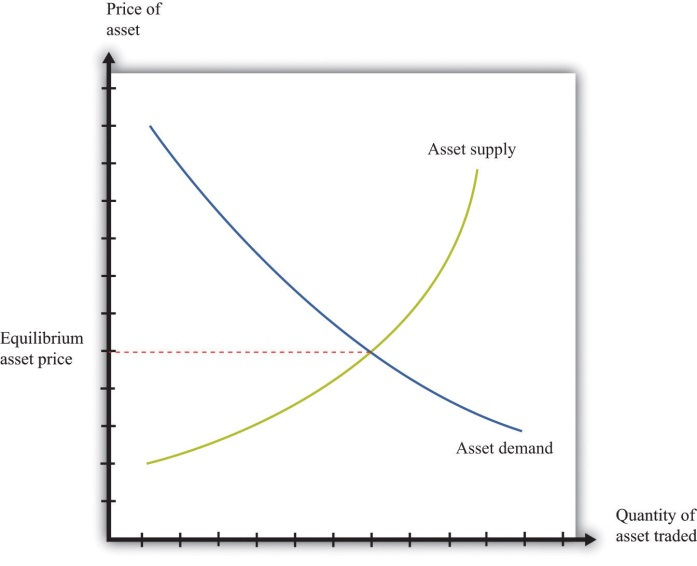 Price of
asset
Asset supply
Equilibrium
asset price
Asset demand
Quantity of
asset traded